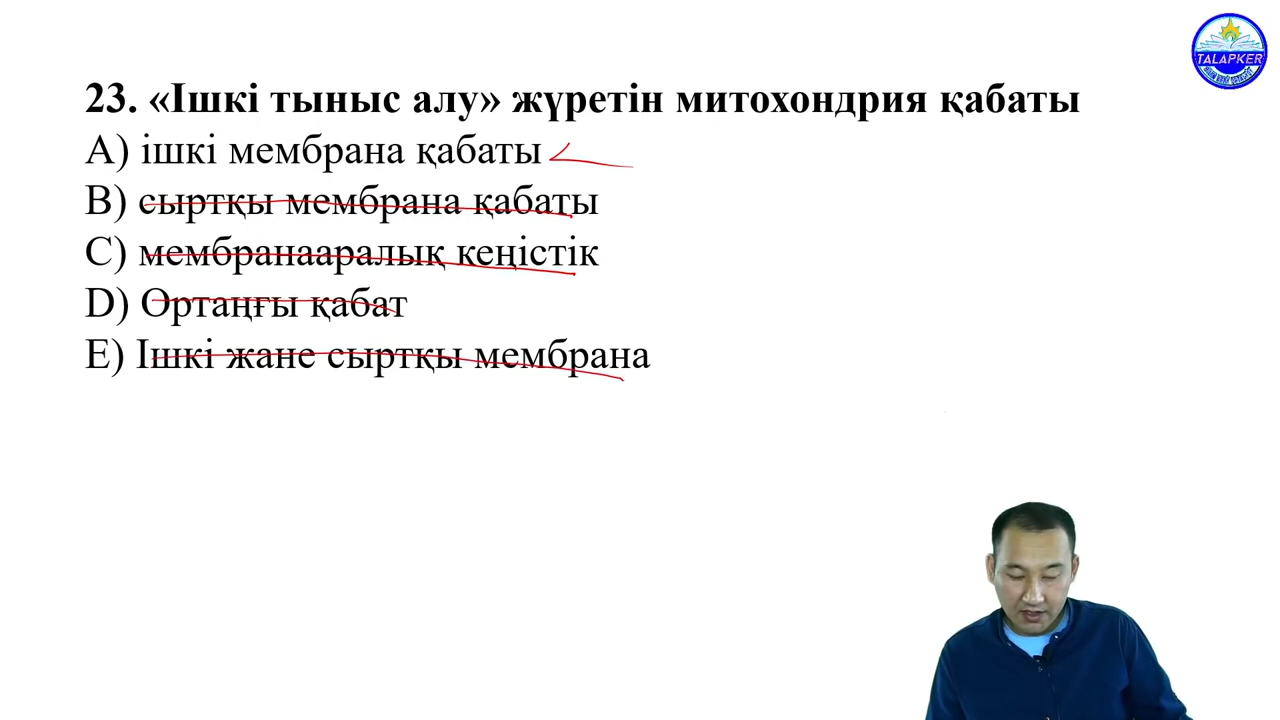 TALAPKER
23. «Ішкі тыныс алу» жүретін митохондрия қабаты
A) ішкі мембрана қабаты
B) сыртқы мембрана қабаты
C) мембранааралық кеңістік
D) Ортаңғы қабат
E) Ішкі жане сыртқы мембрана